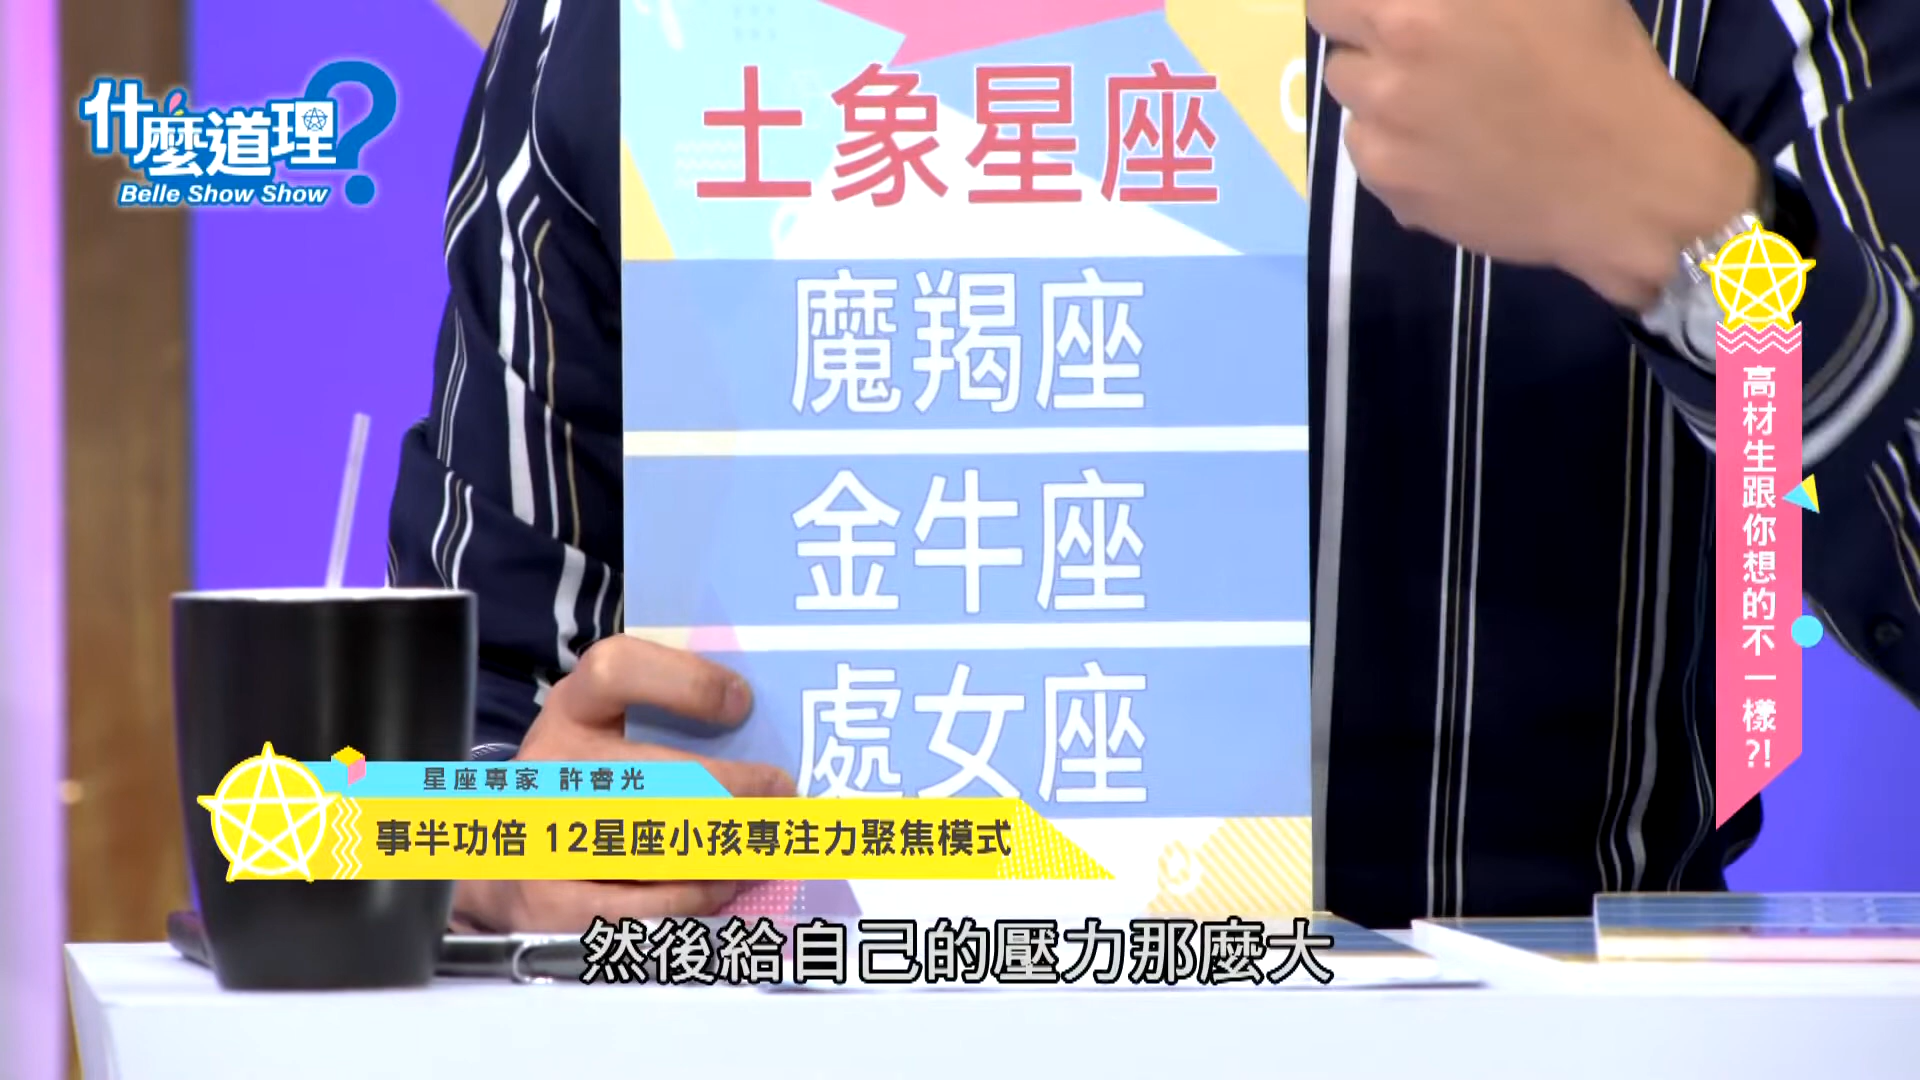 什麼道理?
Belle Show Show
土象星座
魔羯座
金牛座
處女座
高材生跟你想的不一樣?!
星座專家 許睿光
事半功倍 12星座小孩專注力聚焦模式
然後給自己的壓力那麼大